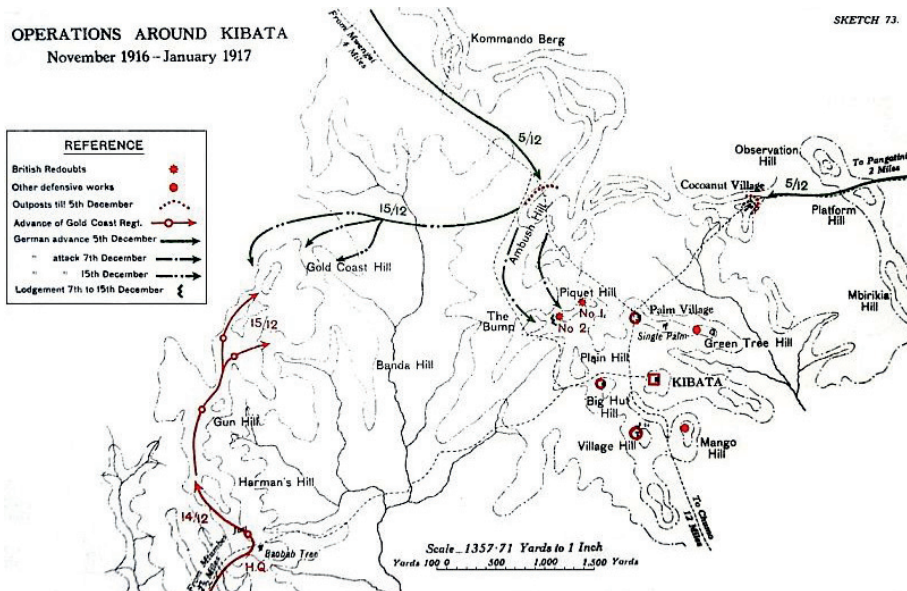 OPERATIONS AROUND KIBATA
November 1916 – January 1917
SKETCH 73.
From Mwengei
4 Miles
Kommando Berg
5/12
REFERENCE
British Redoubts
Other defensive works
Outposts till 5th December
Advance of Gold Coast Regt.
German advance 5th December
" attack 7th December
" " 15th December
Lodgement 7th to 15th December
Observation
Hill
To Pangatini
2 Miles
Cocoanut Village
5/12
Platform
Hill
15/12
Ambush Hill
Gold Coast Hill
Mbirikia
Hill
Piquet Hill
No 1.
The
Bump
No 2.
Palm Village
Single Palm
Green Tree Hill
15/12
Banda Hill
Plain Hill
KIBATA
Big Hut
Hill
Gun Hill
Village Hill
Mango
Hill
Harman's Hill
14/12
To Chumo
12 Miles
Baobab Tree
H.Q.
Scale 1357·71 Yards to 1 Inch
Yards 100 0 500 1,000 1,500 Yards